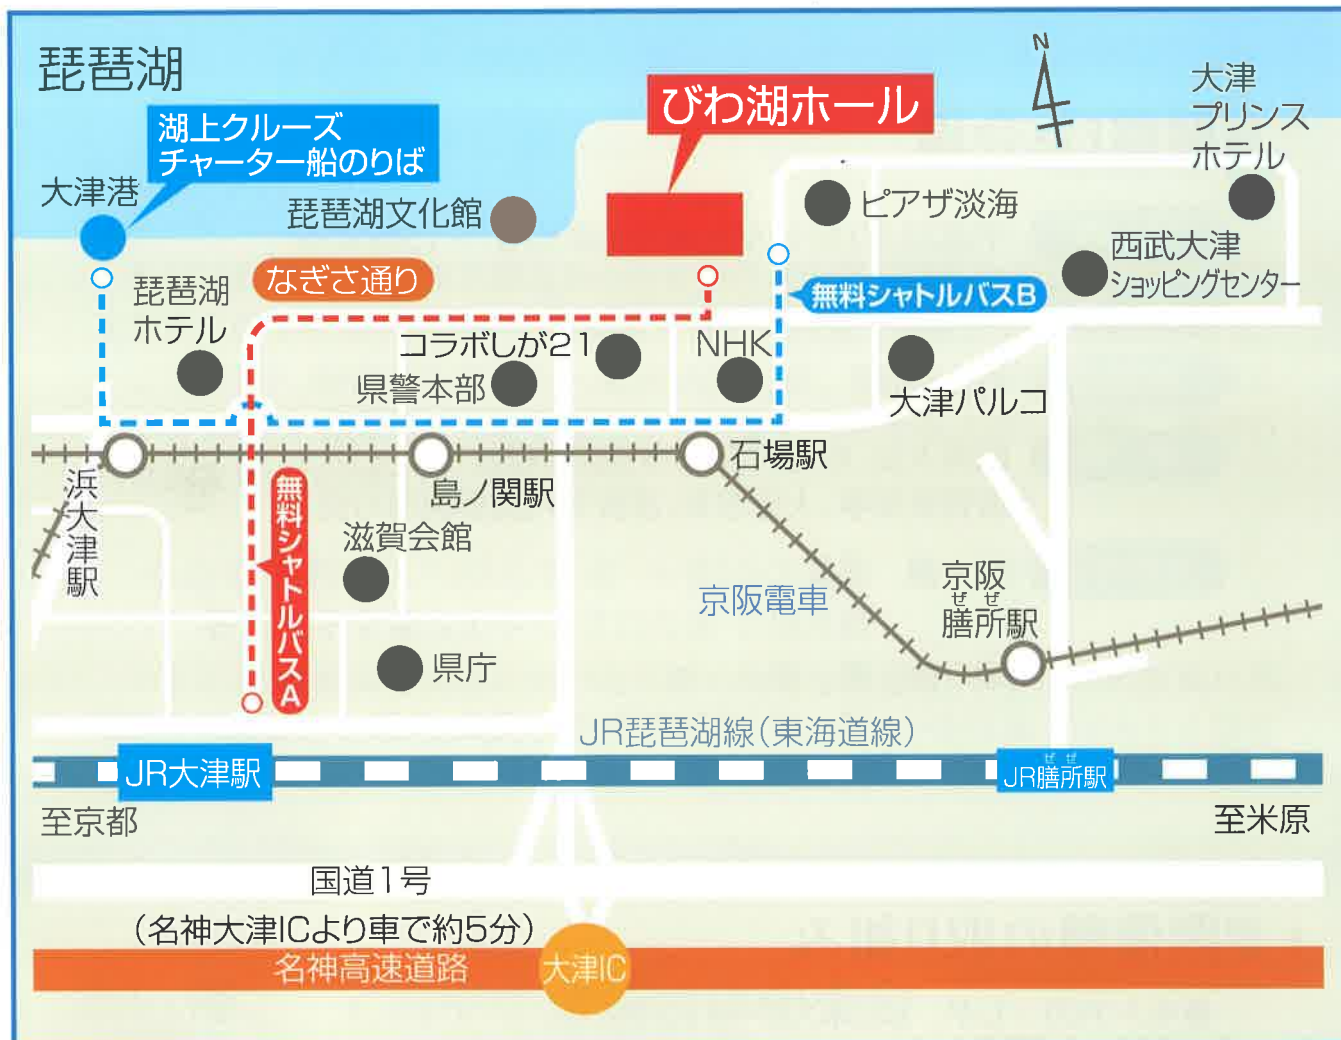 琵琶湖
N
大津
プリンス
ホテル
びわ湖ホール
湖上クルーズ
チャーター船のりば
大津港
琵琶湖文化館
ピアザ淡海
西武大津
ショッピングセンター
なぎさ通り
無料シャトルバスB
琵琶湖
ホテル
コラボしが21
NHK
県警本部
大津パルコ
石場駅
浜大津駅
島ノ関駅
無料シャトルバスA
滋賀会館
京阪電車
京阪
ぜぜ
膳所駅
県庁
JR琵琶湖線(東海道線)
JR大津駅
ぜぜ
JR膳所駅
至京都
至米原
国道1号
(名神大津ICより車で約5分)
名神高速道路
大津IC